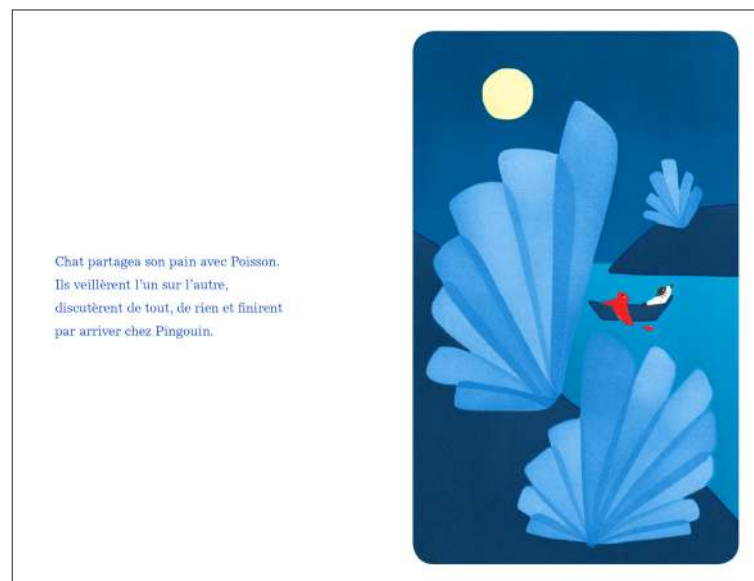 Chat partagea son pain avec Poisson.
Ils veillèrent l’un sur l’autre,
discutèrent de tout, de rien et finirent
par arriver chez Pingouin.